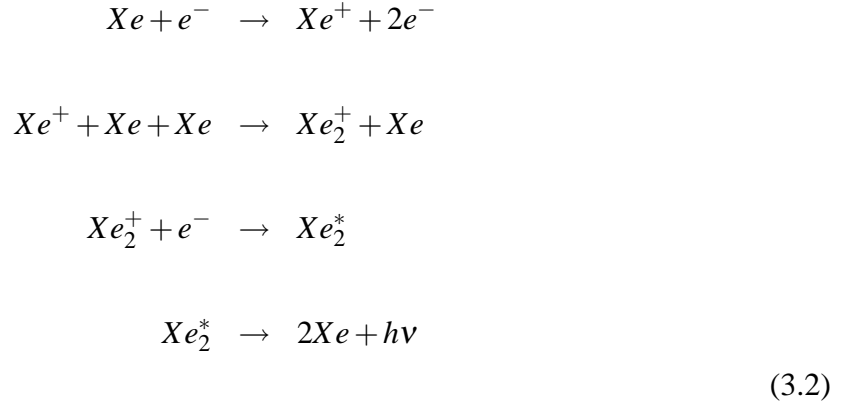 Xe + e⁻ → Xe⁺ + 2e⁻
Xe⁺ + Xe + Xe → Xe₂⁺ + Xe
Xe₂⁺ + e⁻ → Xe₂*
Xe₂* → 2Xe + hν
(3.2)